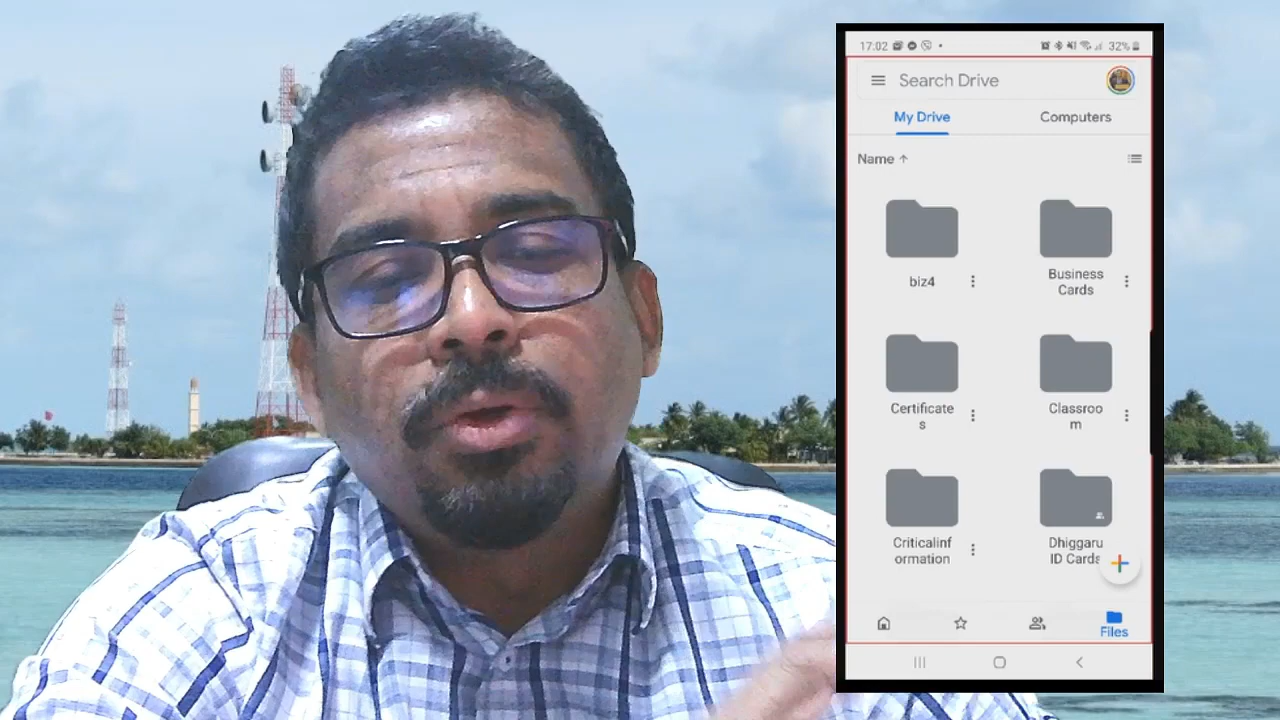 17:02
32%
Search Drive
My Drive
Computers
Name
biz4
Business
Cards
Certificate
s
Classroo
m
Criticalinf
ormation
Dhiggaru
ID Cards
Files